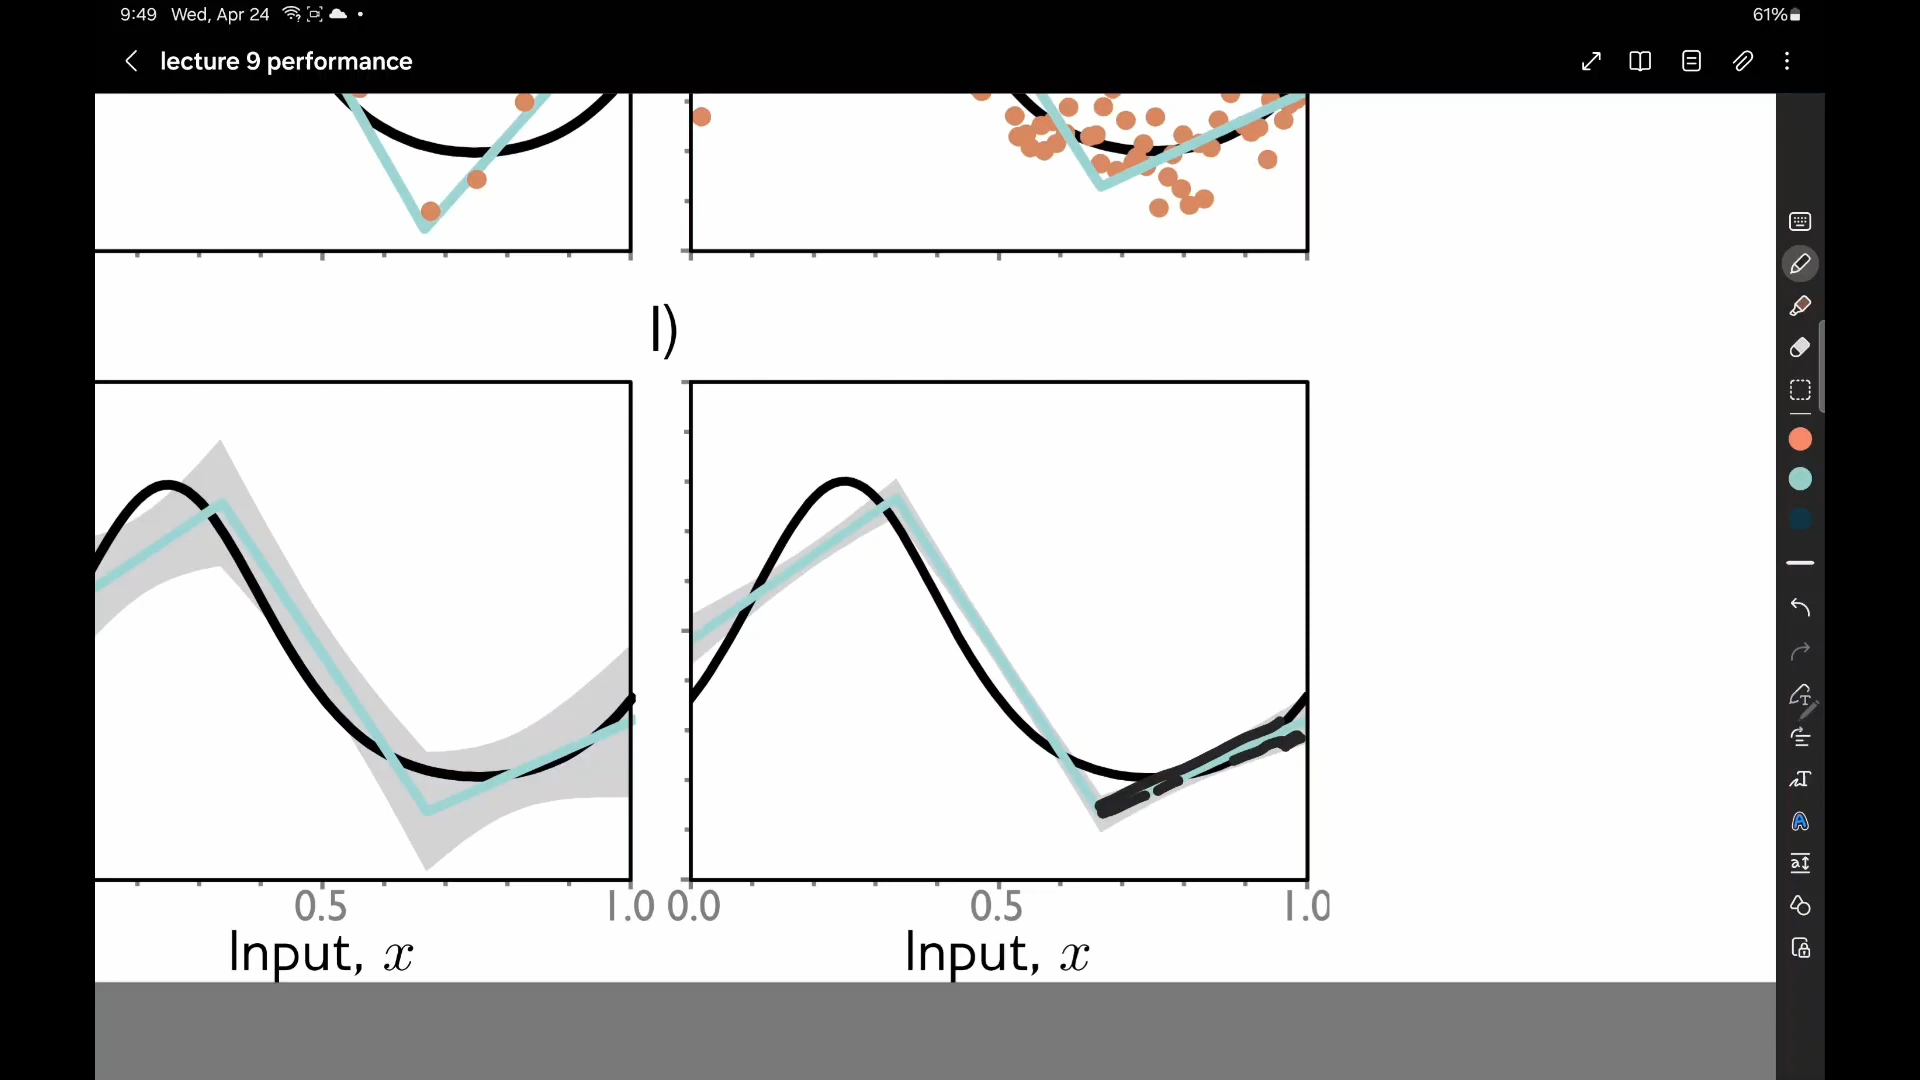 9:49 Wed, Apr 24 61%
lecture 9 performance
l)
0.5 1.0 0.0 0.5 1.0
Input, x Input, x